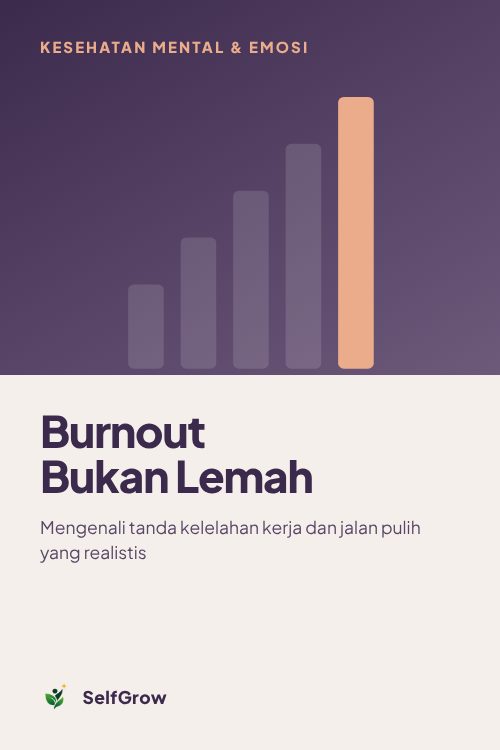 KESEHATAN MENTAL & EMOSI
Burnout
Bukan Lemah
Mengenali tanda kelelahan kerja dan jalan pulih
yang realistis
SelfGrow